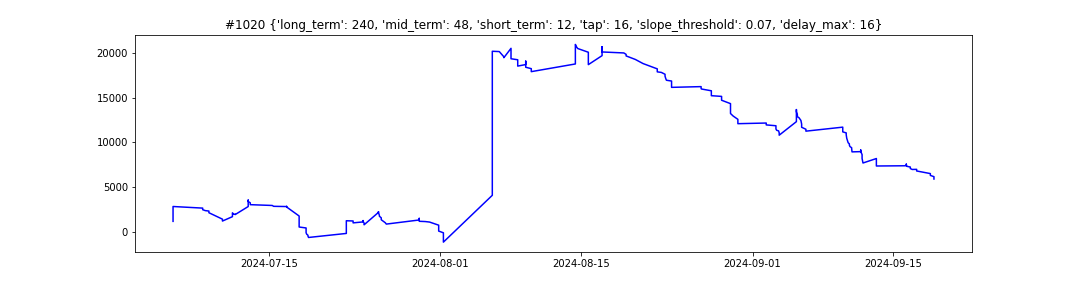 #1020 {'long_term': 240, 'mid_term': 48, 'short_term': 12, 'tap': 16, 'slope_threshold': 0.07, 'delay_max': 16}
20000
15000
10000
5000
0
2024-07-15 2024-08-01 2024-08-15 2024-09-01 2024-09-15